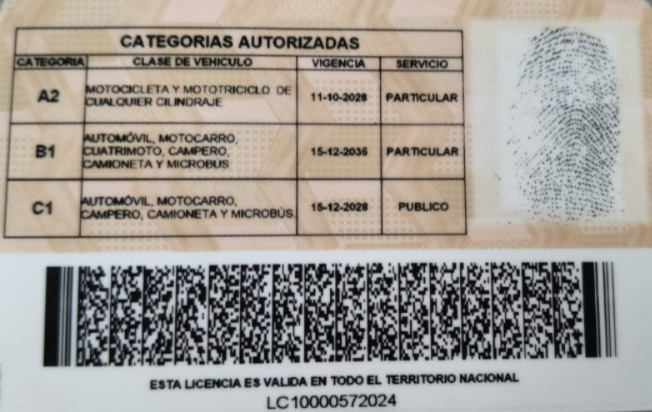 CATEGORIAS AUTORIZADAS
CATEGORIA CLASE DE VEHICULO VIGENCIA SERVICIO
A2 MOTOCICLETA Y MOTOTRICICLO DE CUALQUIER CILINDRAJE 11-10-2028 PARTICULAR
B1 AUTOMÓVIL, MOTOCARRO, CUATRIMOTO, CAMPERO, CAMIONETA Y MICROBUS 15-12-2035 PARTICULAR
C1 AUTOMÓVIL, MOTOCARRO, CAMPERO, CAMIONETA Y MICROBÚS 15-12-2028 PUBLICO
ESTA LICENCIA ES VALIDA EN TODO EL TERRITORIO NACIONAL
LC10000572024